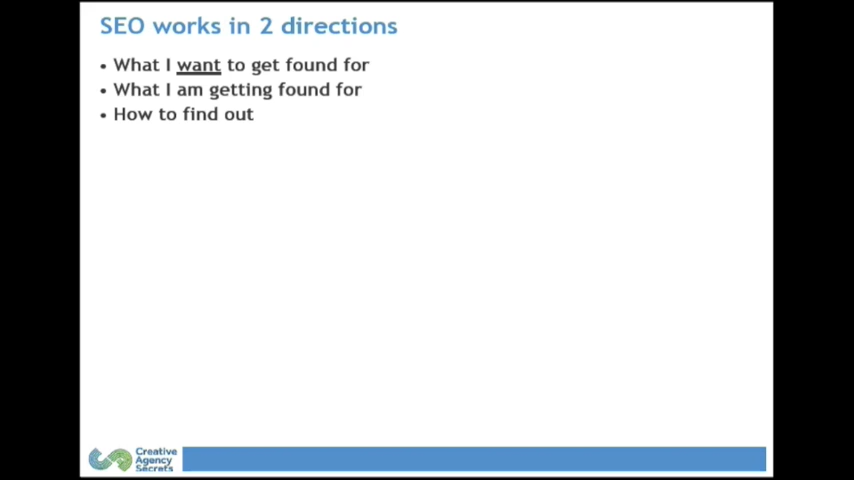 SEO works in 2 directions
• What I want to get found for
• What I am getting found for
• How to find out
Creative
Agency
Secrets